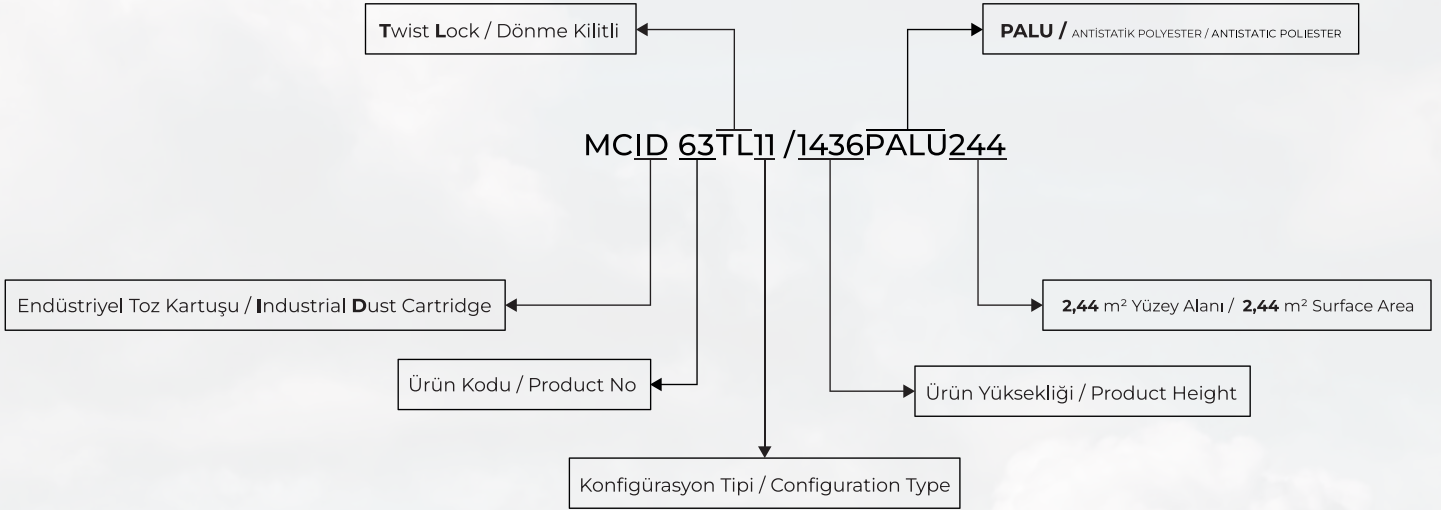 Twist Lock / Dönme Kilitli
PALU / ANTİSTATİK POLYESTER / ANTISTATIC POLIESTER
MCID 63TL11 /1436PALU244
Endüstriyel Toz Kartuşu / Industrial Dust Cartridge
2,44 m² Yüzey Alanı / 2,44 m² Surface Area
Ürün Kodu / Product No
Ürün Yüksekliği / Product Height
Konfigürasyon Tipi / Configuration Type